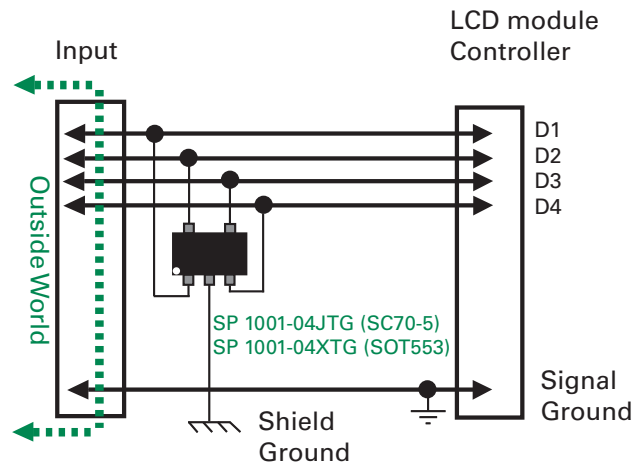 LCD module
Controller
Input
D1
D2
D3
D4
Outside World
SP 1001-04JTG (SC70-5)
SP 1001-04XTG (SOT553)
Signal
Ground
Shield
Ground